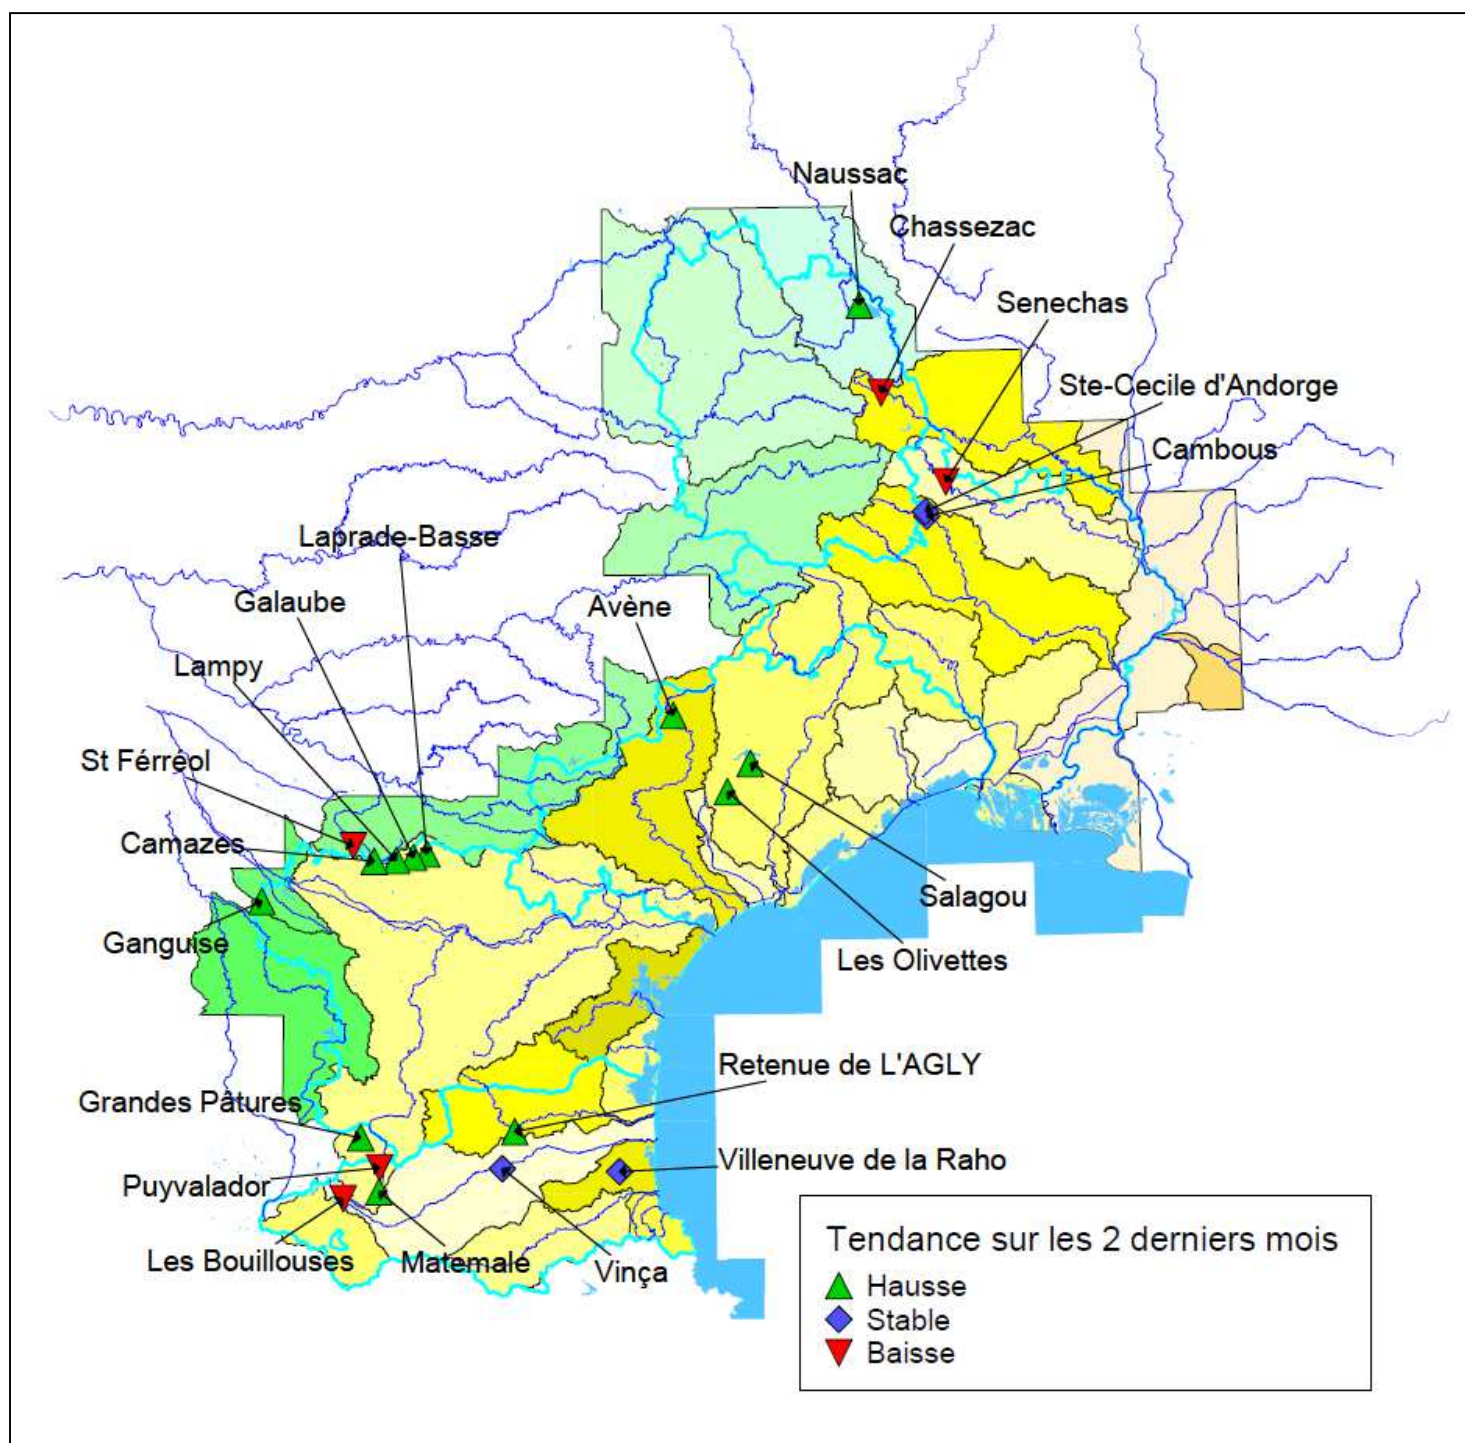 Naussac
Chassezac
Senechas
Ste-Cecile d'Andorge
Cambous
Laprade-Basse
Galaube
Avène
Lampy
St Férréol
Camazes
Salagou
Ganguise
Les Olivettes
Retenue de L'AGLY
Grandes Pâtures
Villeneuve de la Raho
Puyvalador
Les Bouillouses
Matemale
Vinça
Tendance sur les 2 derniers mois
Hausse
Stable
Baisse